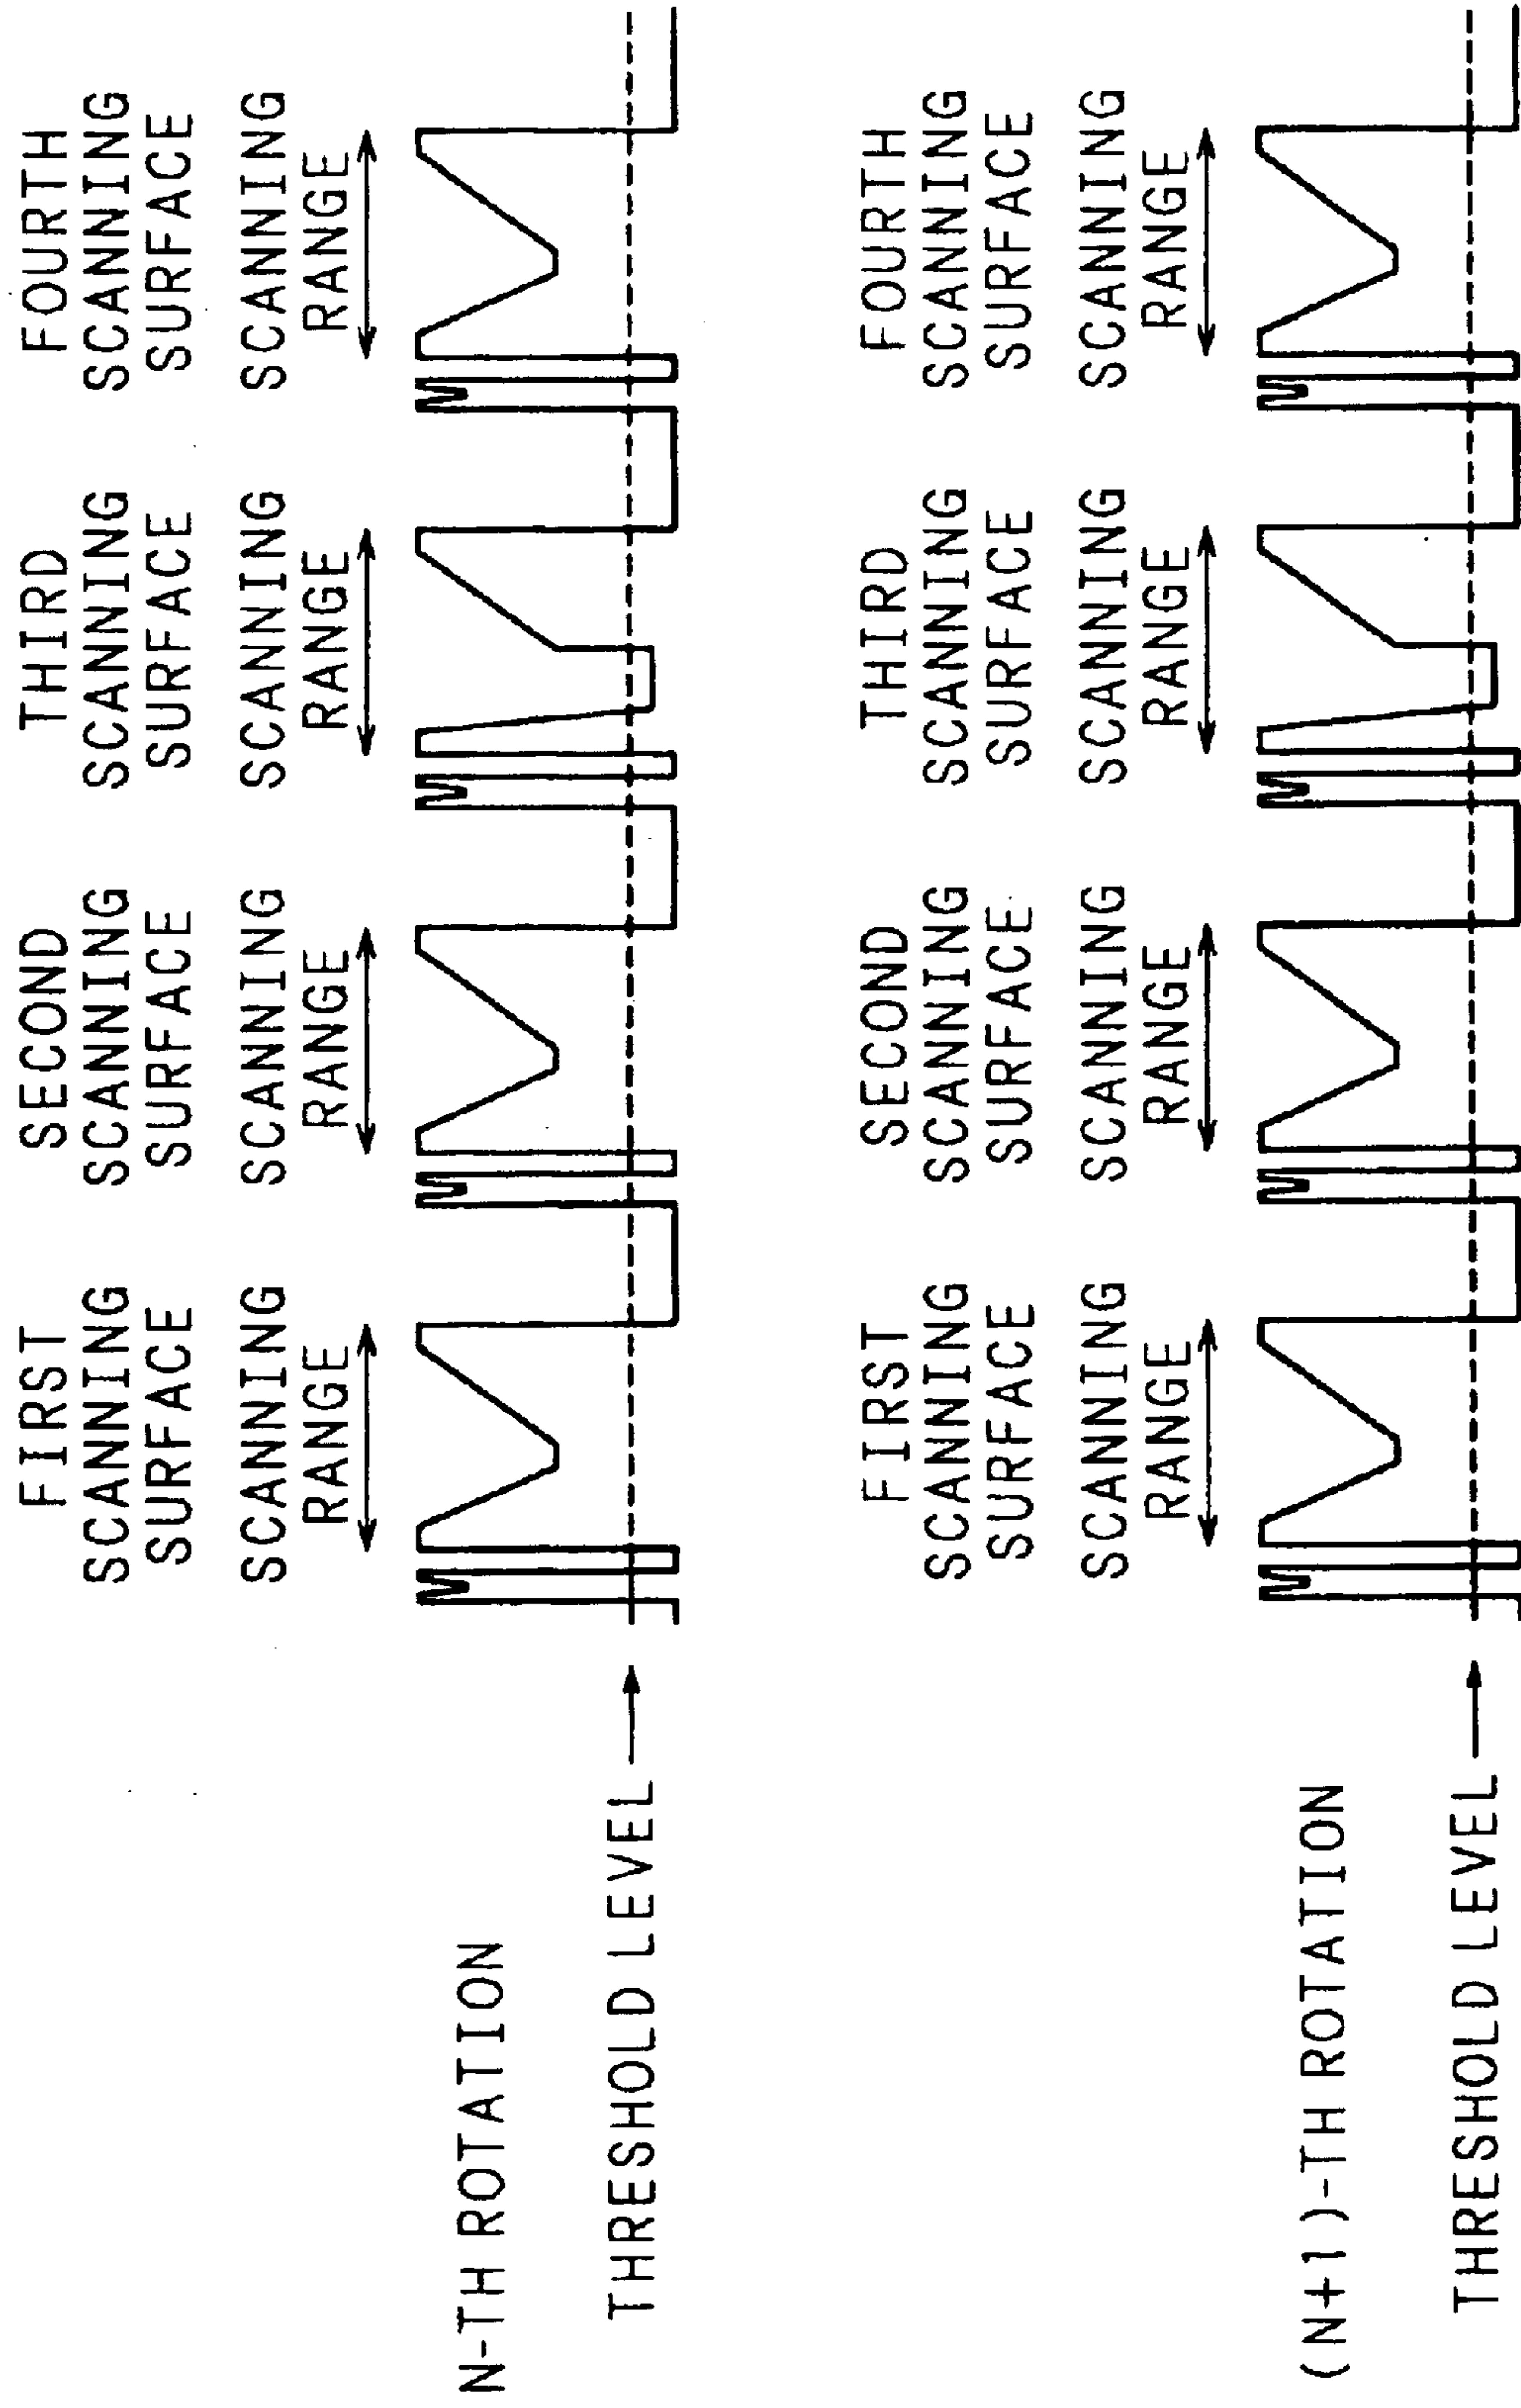 FIRST
SCANNING
SURFACE
SECOND
SCANNING
SURFACE
THIRD
SCANNING
SURFACE
FOURTH
SCANNING
SURFACE
SCANNING
RANGE
SCANNING
RANGE
SCANNING
RANGE
SCANNING
RANGE
N-TH ROTATION
THRESHOLD LEVEL
FIRST
SCANNING
SURFACE
SECOND
SCANNING
SURFACE
THIRD
SCANNING
SURFACE
FOURTH
SCANNING
SURFACE
SCANNING
RANGE
SCANNING
RANGE
SCANNING
RANGE
SCANNING
RANGE
(N+1)-TH ROTATION
THRESHOLD LEVEL